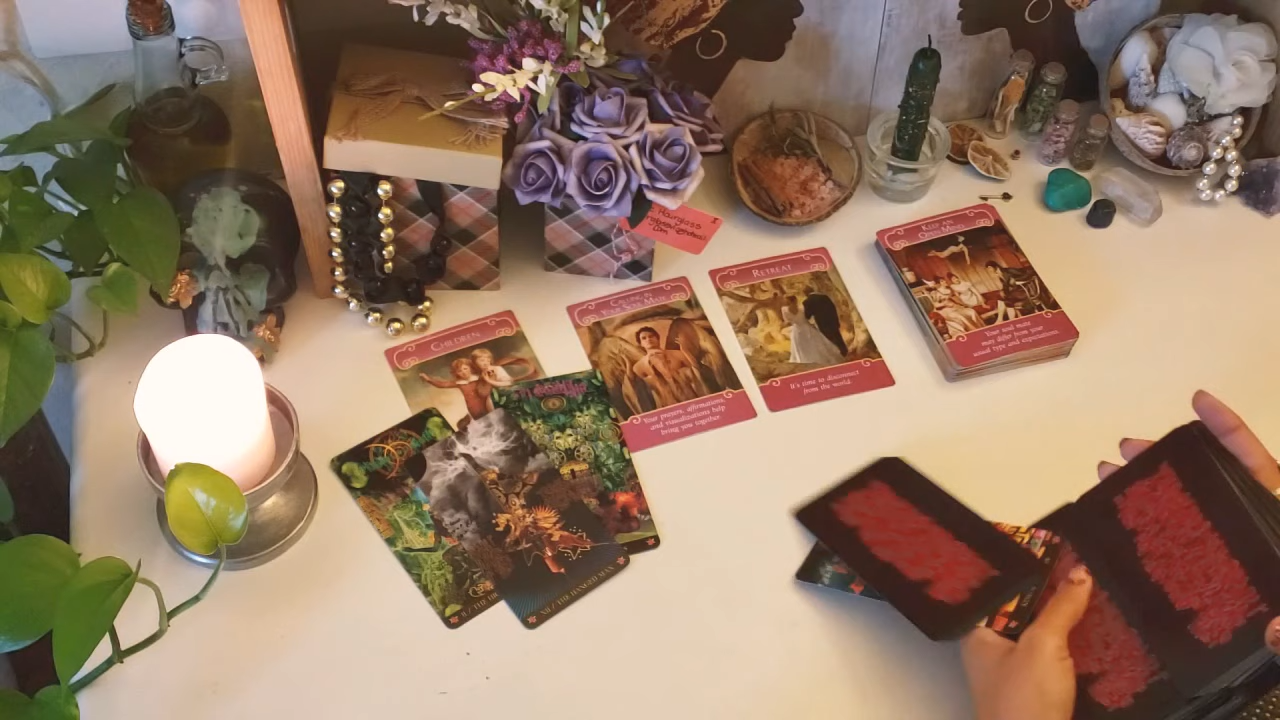 CHILDREN
CALLING IN
YOUR SOUL MATE
Your prayers, affirmations,
and visualizations help
bring you together.
RETREAT
It's time to disconnect
from the world.
KEEP AN
OPEN MIND
Your soul mate
may differ from your
usual type and expectations.
XII / THE HANGED MAN